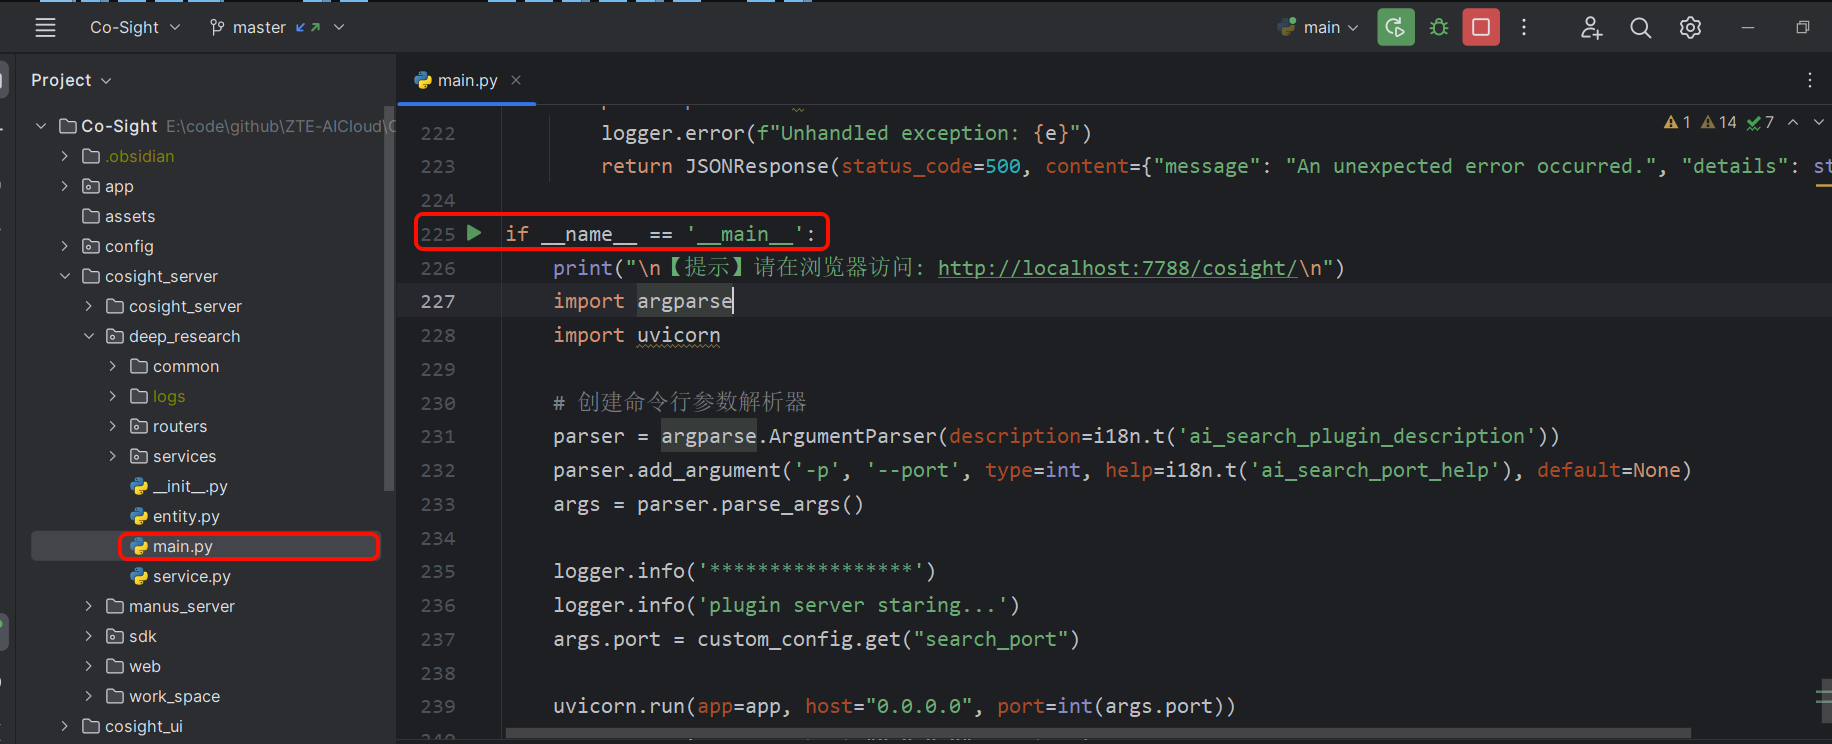 Co-Sight
master
main
Project
main.py
Co-Sight E:\code\github\ZTE-AICloud\C
.obsidian
app
assets
config
cosight_server
cosight_server
deep_research
common
logs
routers
services
__init__.py
entity.py
main.py
service.py
manus_server
sdk
web
work_space
cosight_ui
1 14 7
222 logger.error(f"Unhandled exception: {e}")
223 return JSONResponse(status_code=500, content={"message": "An unexpected error occurred.", "details": st
224
225 if __name__ == '__main__':
226 print("\n【提示】请在浏览器访问: http://localhost:7788/cosight/\n")
227 import argparse
228 import uvicorn
229
230 # 创建命令行参数解析器
231 parser = argparse.ArgumentParser(description=i18n.t('ai_search_plugin_description'))
232 parser.add_argument('-p', '--port', type=int, help=i18n.t('ai_search_port_help'), default=None)
233 args = parser.parse_args()
234
235 logger.info('*****************')
236 logger.info('plugin server staring...')
237 args.port = custom_config.get("search_port")
238
239 uvicorn.run(app=app, host="0.0.0.0", port=int(args.port))